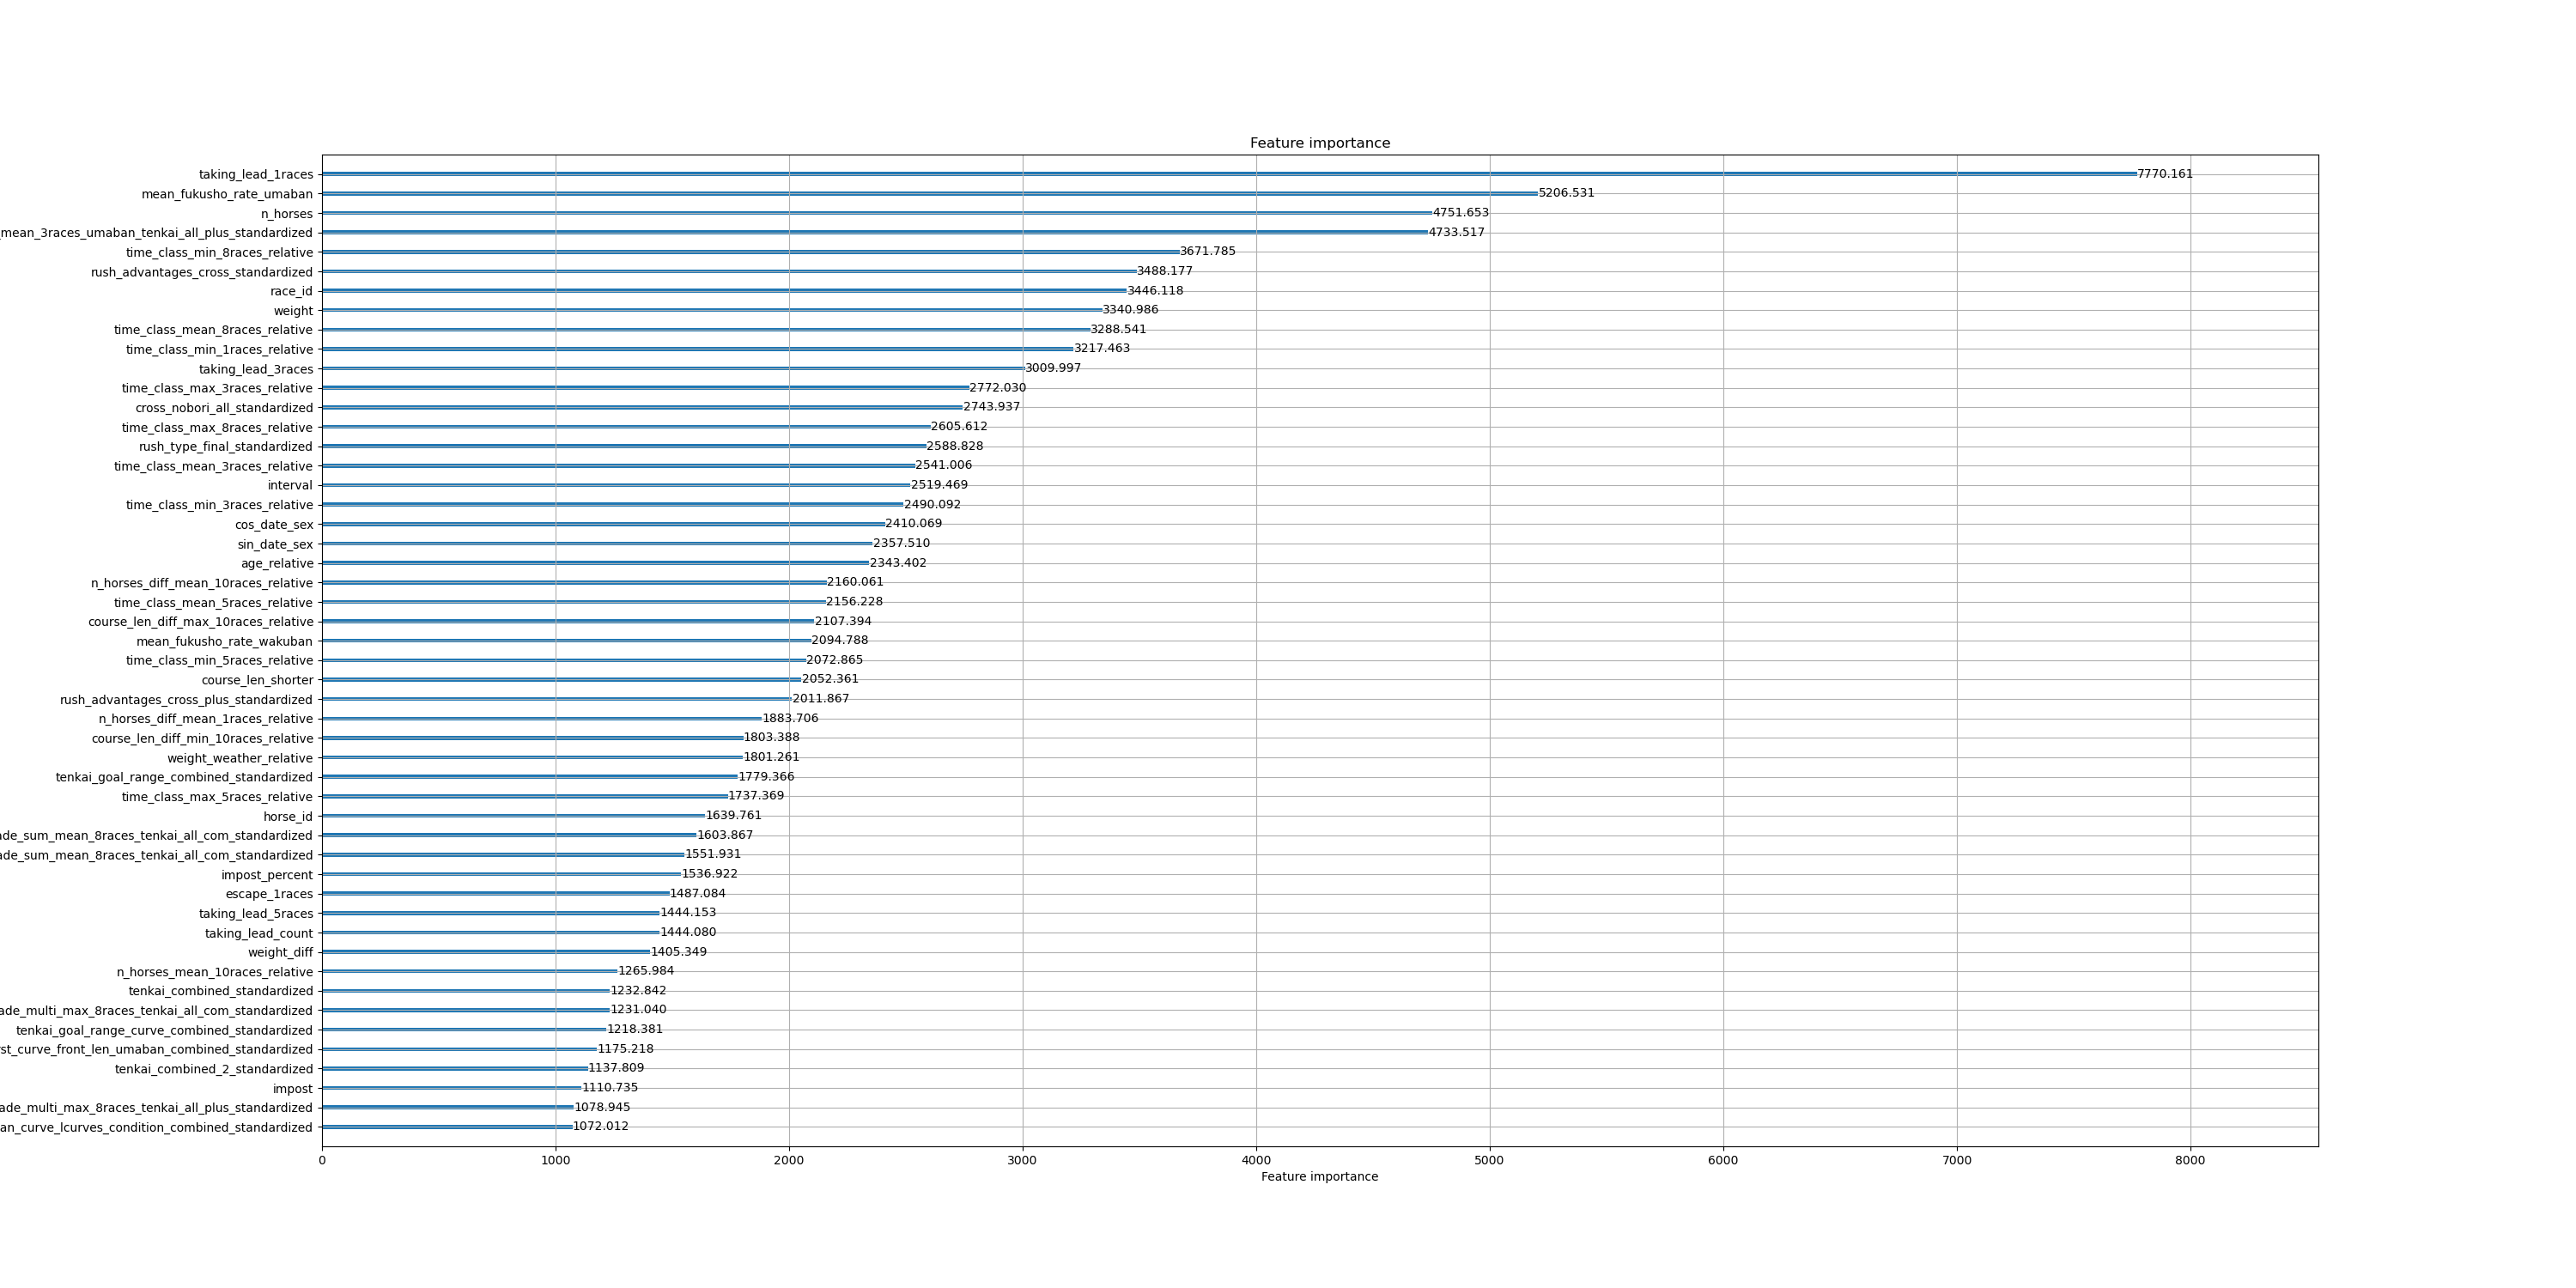 Feature importance
taking_lead_1races 7770.161
mean_fukusho_rate_umaban 5206.531
n_horses 4751.653
mean_3races_umaban_tenkai_all_plus_standardized 4733.517
time_class_min_8races_relative 3671.785
rush_advantages_cross_standardized 3488.177
race_id 3446.118
weight 3340.986
time_class_mean_8races_relative 3288.541
time_class_min_1races_relative 3217.463
taking_lead_3races 3009.997
time_class_max_3races_relative 2772.030
cross_nobori_all_standardized 2743.937
time_class_max_8races_relative 2605.612
rush_type_final_standardized 2588.828
time_class_mean_3races_relative 2541.006
interval 2519.469
time_class_min_3races_relative 2490.092
cos_date_sex 2410.069
sin_date_sex 2357.510
age_relative 2343.402
n_horses_diff_mean_10races_relative 2160.061
time_class_mean_5races_relative 2156.228
course_len_diff_max_10races_relative 2107.394
mean_fukusho_rate_wakuban 2094.788
time_class_min_5races_relative 2072.865
course_len_shorter 2052.361
rush_advantages_cross_plus_standardized 2011.867
n_horses_diff_mean_1races_relative 1883.706
course_len_diff_min_10races_relative 1803.388
weight_weather_relative 1801.261
tenkai_goal_range_combined_standardized 1779.366
time_class_max_5races_relative 1737.369
horse_id 1639.761
ade_sum_mean_8races_tenkai_all_com_standardized 1603.867
ade_sum_mean_8races_tenkai_all_com_standardized 1551.931
impost_percent 1536.922
escape_1races 1487.084
taking_lead_5races 1444.153
taking_lead_count 1444.080
weight_diff 1405.349
n_horses_mean_10races_relative 1265.984
tenkai_combined_standardized 1232.842
ade_multi_max_8races_tenkai_all_com_standardized 1231.040
tenkai_goal_range_curve_combined_standardized 1218.381
st_curve_front_len_umaban_combined_standardized 1175.218
tenkai_combined_2_standardized 1137.809
impost 1110.735
ade_multi_max_8races_tenkai_all_plus_standardized 1078.945
an_curve_lcurves_condition_combined_standardized 1072.012
0 1000 2000 3000 4000 5000 6000 7000 8000
Feature importance